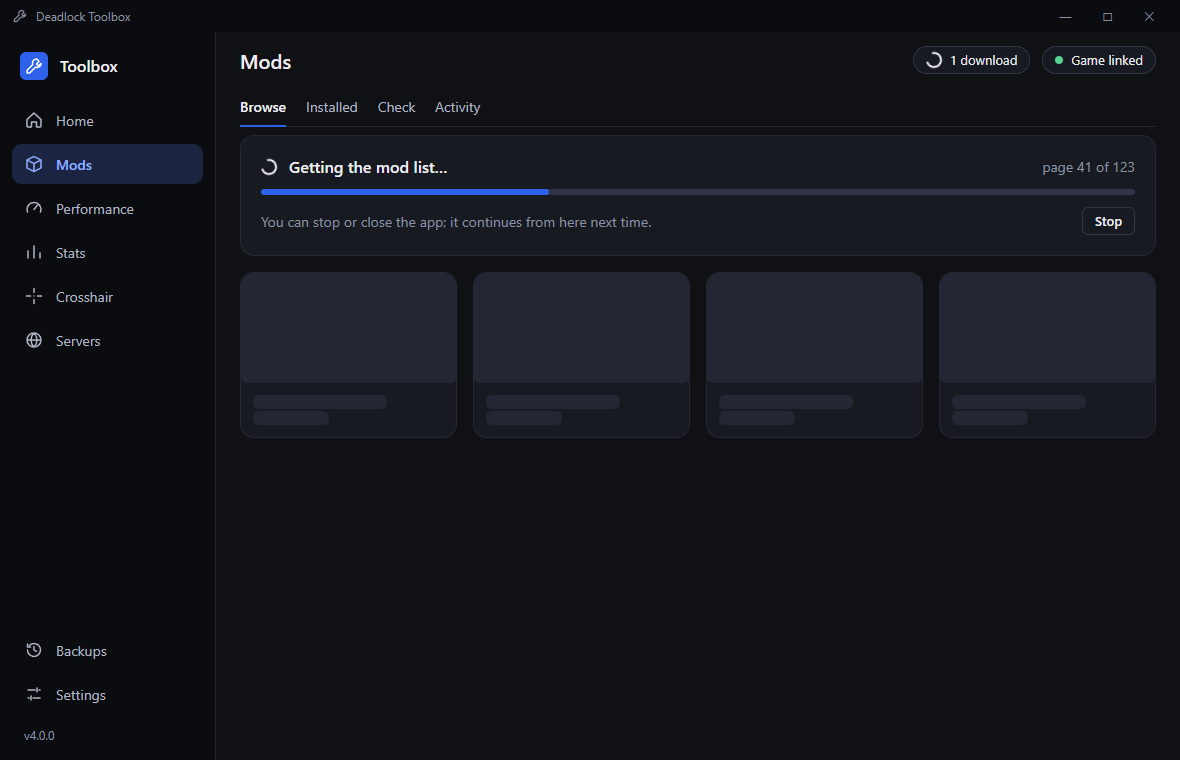 Deadlock Toolbox
Toolbox
Home
Mods
Performance
Stats
Crosshair
Servers
Backups
Settings
v4.0.0
Mods
1 download
Game linked
Browse
Installed
Check
Activity
Getting the mod list...
page 41 of 123
You can stop or close the app; it continues from here next time.
Stop